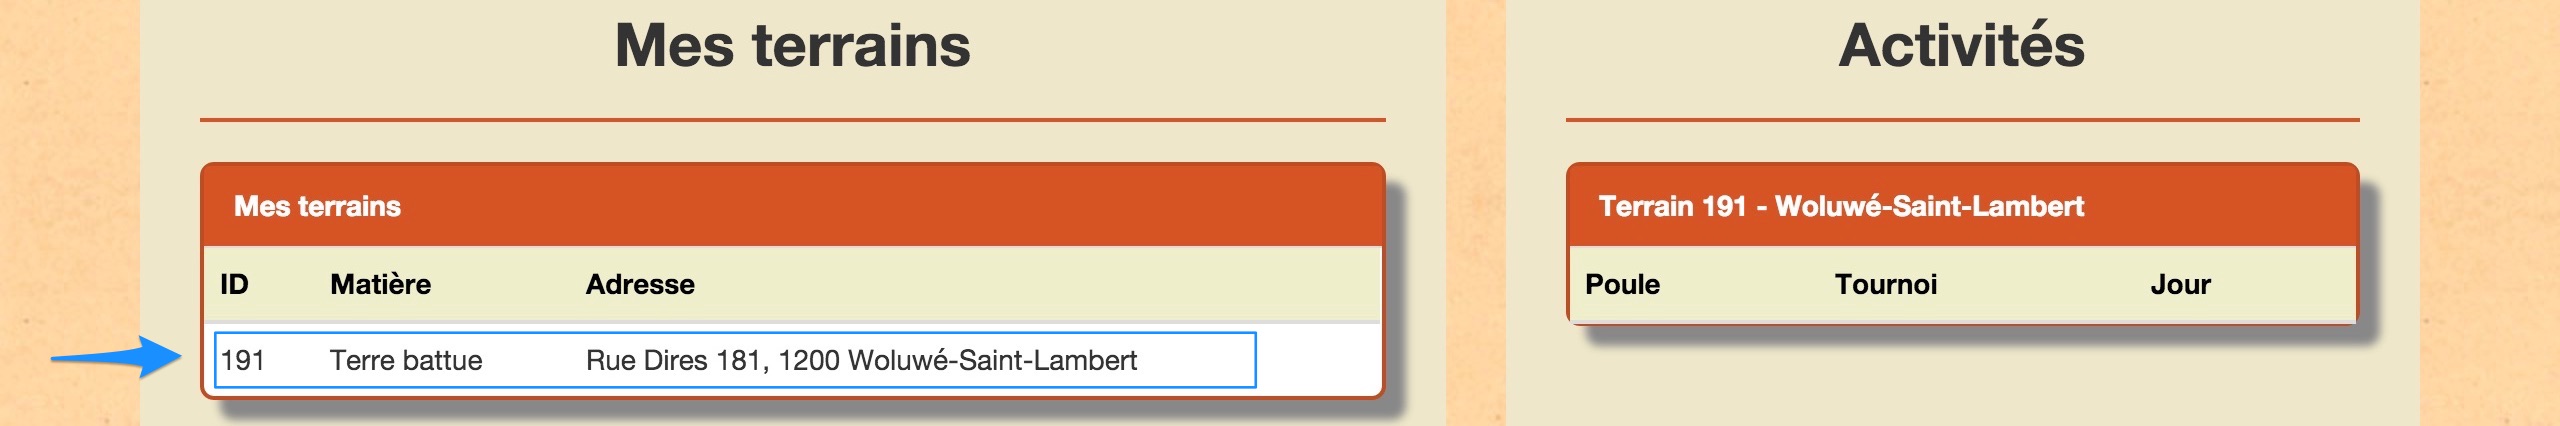 Mes terrains
Mes terrains
ID Matière Adresse
191 Terre battue Rue Dires 181, 1200 Woluwé-Saint-Lambert
Activités
Terrain 191 - Woluwé-Saint-Lambert
Poule Tournoi Jour